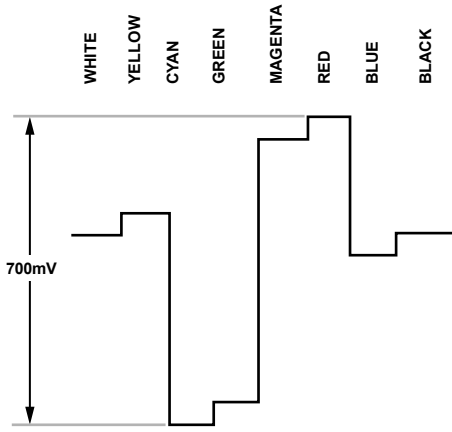 WHITE
YELLOW
CYAN
GREEN
MAGENTA
RED
BLUE
BLACK
700mV